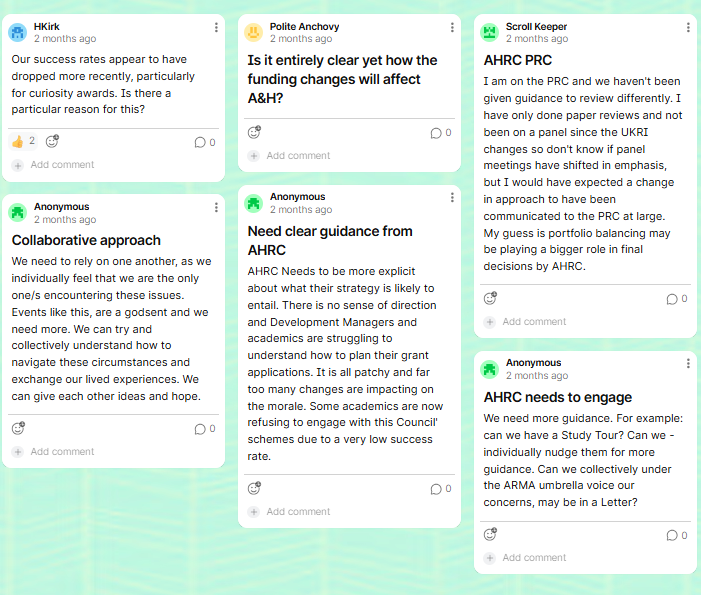 HKirk
2 months ago
Our success rates appear to have
dropped more recently, particularly
for curiosity awards. Is there a
particular reason for this?
2
0
Add comment
Anonymous
2 months ago
Collaborative approach
We need to rely on one another, as we
individually feel that we are the only
one/s encountering these issues.
Events like this, are a godsent and we
need more. We can try and
collectively understand how to
navigate these circumstances and
exchange our lived experiences. We
can give each other ideas and hope.
0
Add comment
Polite Anchovy
2 months ago
Is it entirely clear yet how the
funding changes will affect
A&H?
0
Add comment
Anonymous
2 months ago
Need clear guidance from
AHRC
AHRC Needs to be more explicit
about what their strategy is likely to
entail. There is no sense of direction
and Development Managers and
academics are struggling to
understand how to plan their grant
applications. It is all patchy and far
too many changes are impacting on
the morale. Some academics are now
refusing to engage with this Council'
schemes due to a very low success
rate.
0
Add comment
Scroll Keeper
2 months ago
AHRC PRC
I am on the PRC and we haven't been
given guidance to review differently. I
have only done paper reviews and not
been on a panel since the UKRI
changes so don't know if panel
meetings have shifted in emphasis,
but I would have expected a change
in approach to have been
communicated to the PRC at large.
My guess is portfolio balancing may
be playing a bigger role in final
decisions by AHRC.
0
Add comment
Anonymous
2 months ago
AHRC needs to engage
We need more guidance. For example:
can we have a Study Tour? Can we -
individually nudge them for more
guidance. Can we collectively under
the ARMA umbrella voice our
concerns, may be in a Letter?
0
Add comment